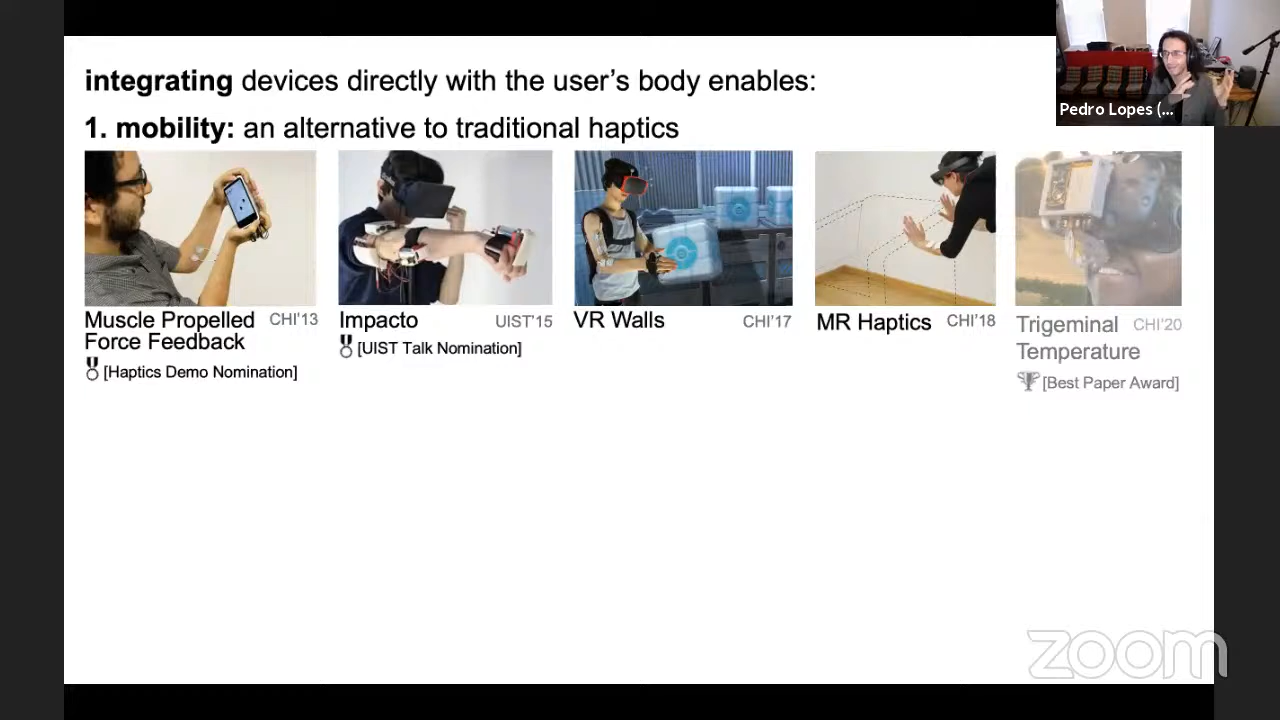 integrating devices directly with the user's body enables:
1. mobility: an alternative to traditional haptics
Pedro Lopes (...
Muscle Propelled Force Feedback CHI'13
[Haptics Demo Nomination]
Impacto UIST'15
[UIST Talk Nomination]
VR Walls CHI'17
MR Haptics CHI'18
Trigeminal Temperature CHI'20
[Best Paper Award]
zoom